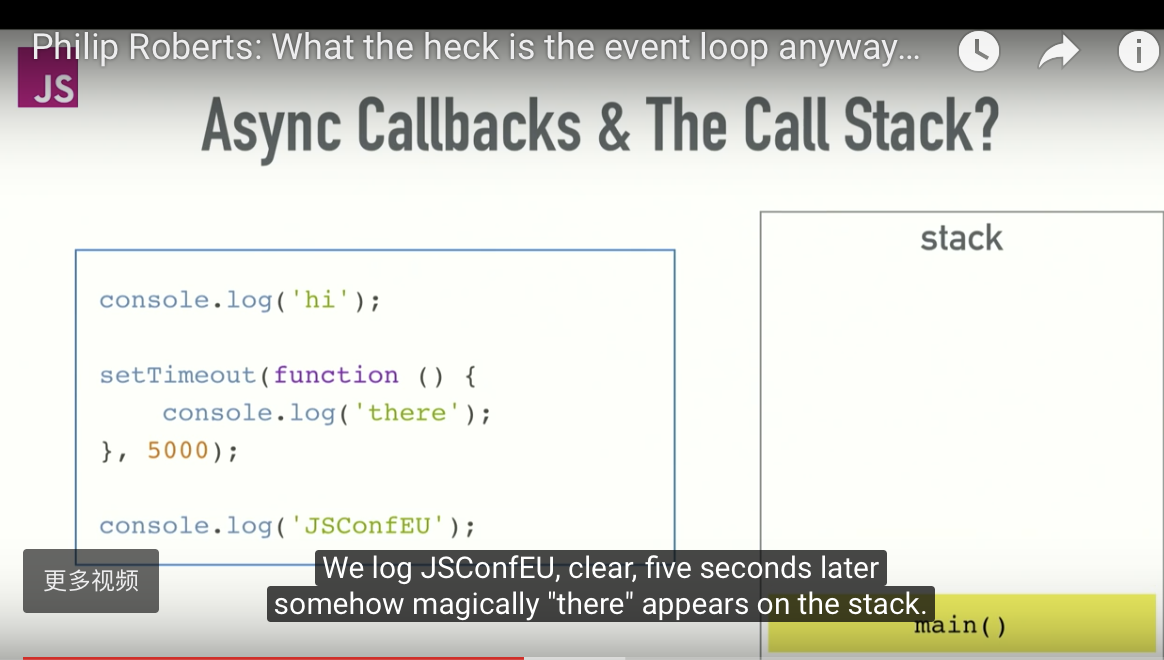 Philip Roberts: What the heck is the event loop anyway...
JS
Async Callbacks & The Call Stack?
stack
console.log('hi');
setTimeout(function () {
    console.log('there');
}, 5000);
console.log('JSConfEU');
更多视频
We log JSConfEU, clear, five seconds later
somehow magically "there" appears on the stack.
main()